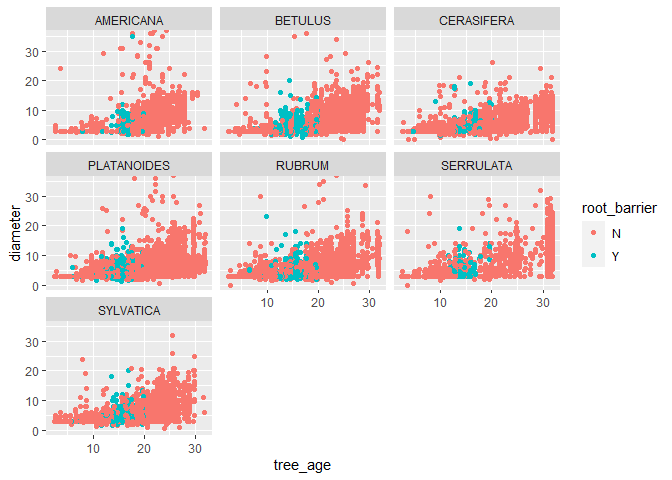 AMERICANA BETULUS CERASIFERA
30
20
10
0
PLATANOIDES RUBRUM SERRULATA
diameter
30
20
10
0
10 20 30 10 20 30
SYLVATICA
30
20
10
0
10 20 30
tree_age
root_barrier
N
Y